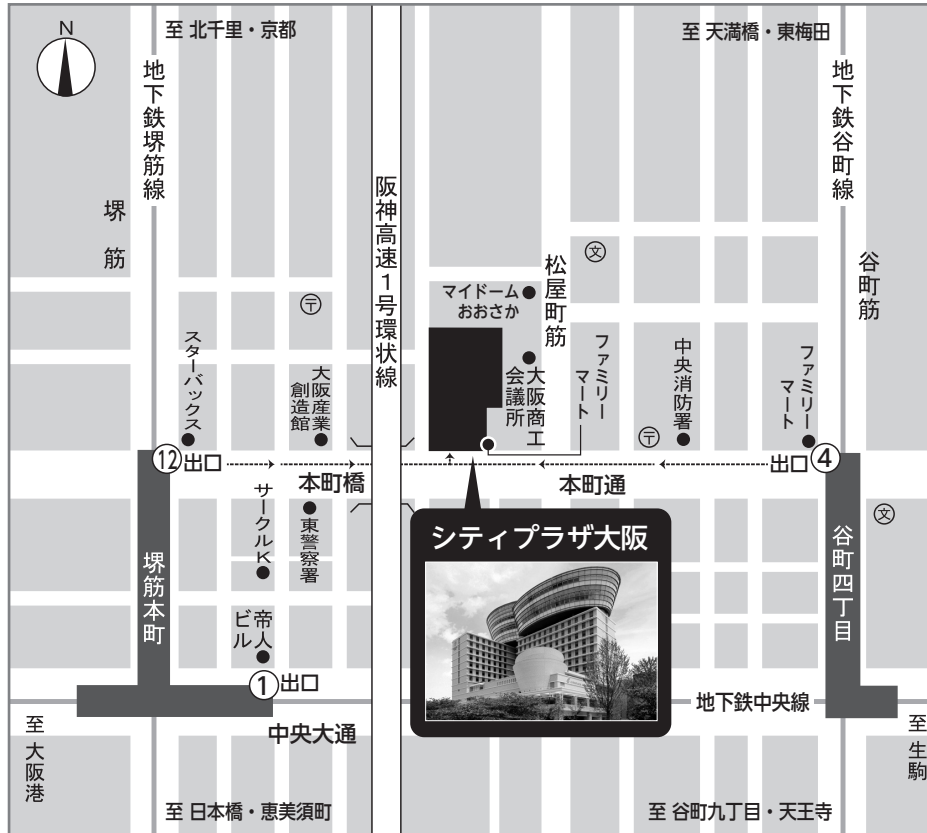 N
至 北千里・京都
至 天満橋・東梅田
地下鉄堺筋線
地下鉄谷町線
堺筋
阪神高速1号環状線
松屋町筋
谷町筋
文
〒
マイドーム
おおさか
スターバックス
大阪産業
創造館
大阪商工
会議所
ファミリー
マート
中央消防署
ファミリー
マート
〒
12 出口
出口 4
本町橋
本町通
サークルK
東警察署
シティプラザ大阪
文
堺筋本町
谷町四丁目
帝人
ビル
1 出口
地下鉄中央線
中央大通
至 大阪港
至 生駒
至 日本橋・恵美須町
至 谷町九丁目・天王寺